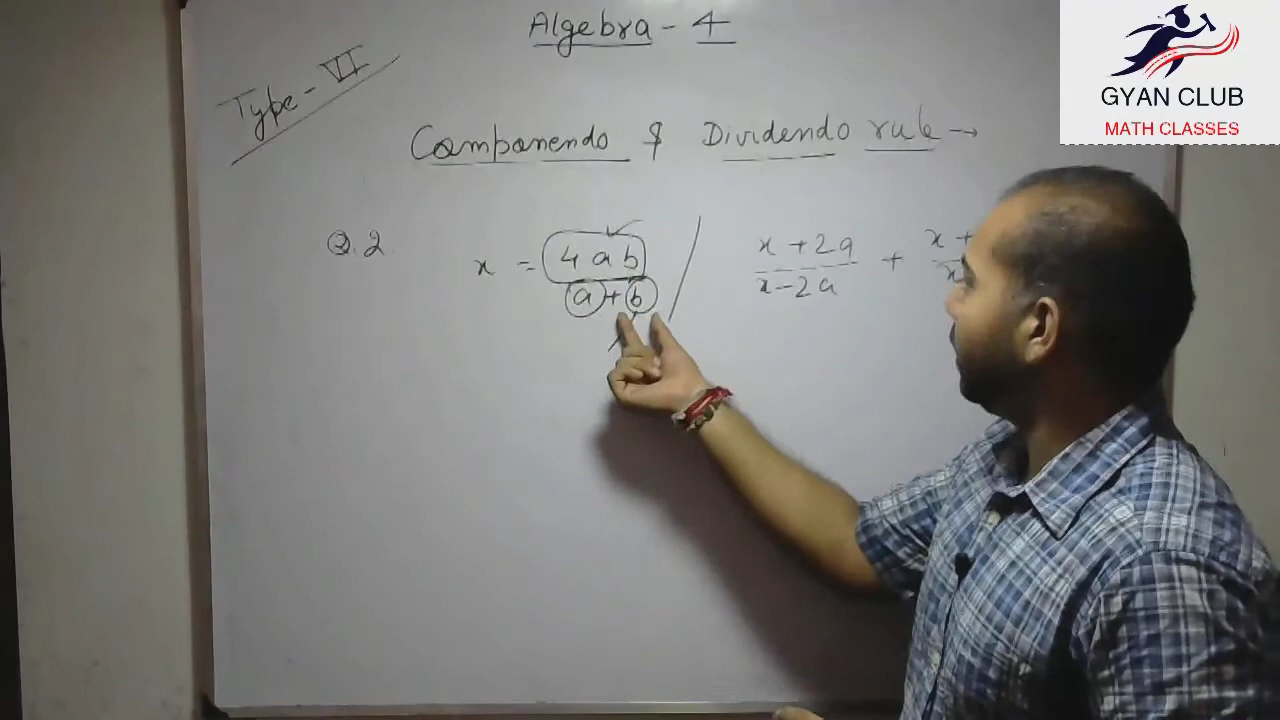 Algebra - 4
GYAN CLUB
MATH CLASSES
Type - VI
Componendo & Dividendo rule →
Q. 2 x = 4ab / a + b
x + 2a / x - 2a + x +